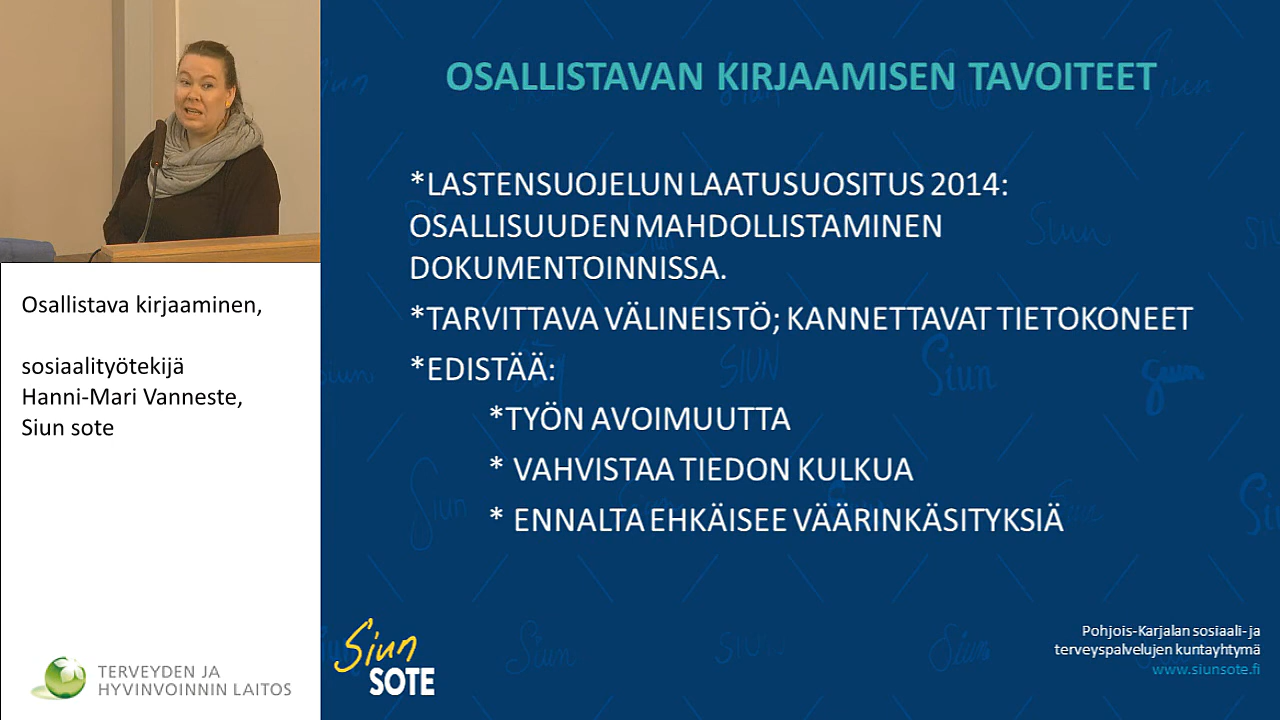 OSALLISTAVAN KIRJAAMISEN TAVOITEET
*LASTENSUOJELUN LAATUSUOSITUS 2014:
OSALLISUUDEN MAHDOLLISTAMINEN
DOKUMENTOINNISSA.
*TARVITTAVA VÄLINEISTÖ; KANNETTAVAT TIETOKONEET
*EDISTÄÄ:
*TYÖN AVOIMUUTTA
* VAHVISTAA TIEDON KULKUA
* ENNALTA EHKÄISEE VÄÄRINKÄSITYKSIÄ
Osallistava kirjaaminen,
sosiaalityötekijä
Hanni-Mari Vanneste,
Siun sote
TERVEYDEN JA
HYVINVOINNIN LAITOS
Siun
SOTE
Pohjois-Karjalan sosiaali- ja
terveyspalvelujen kuntayhtymä
www.siunsote.fi